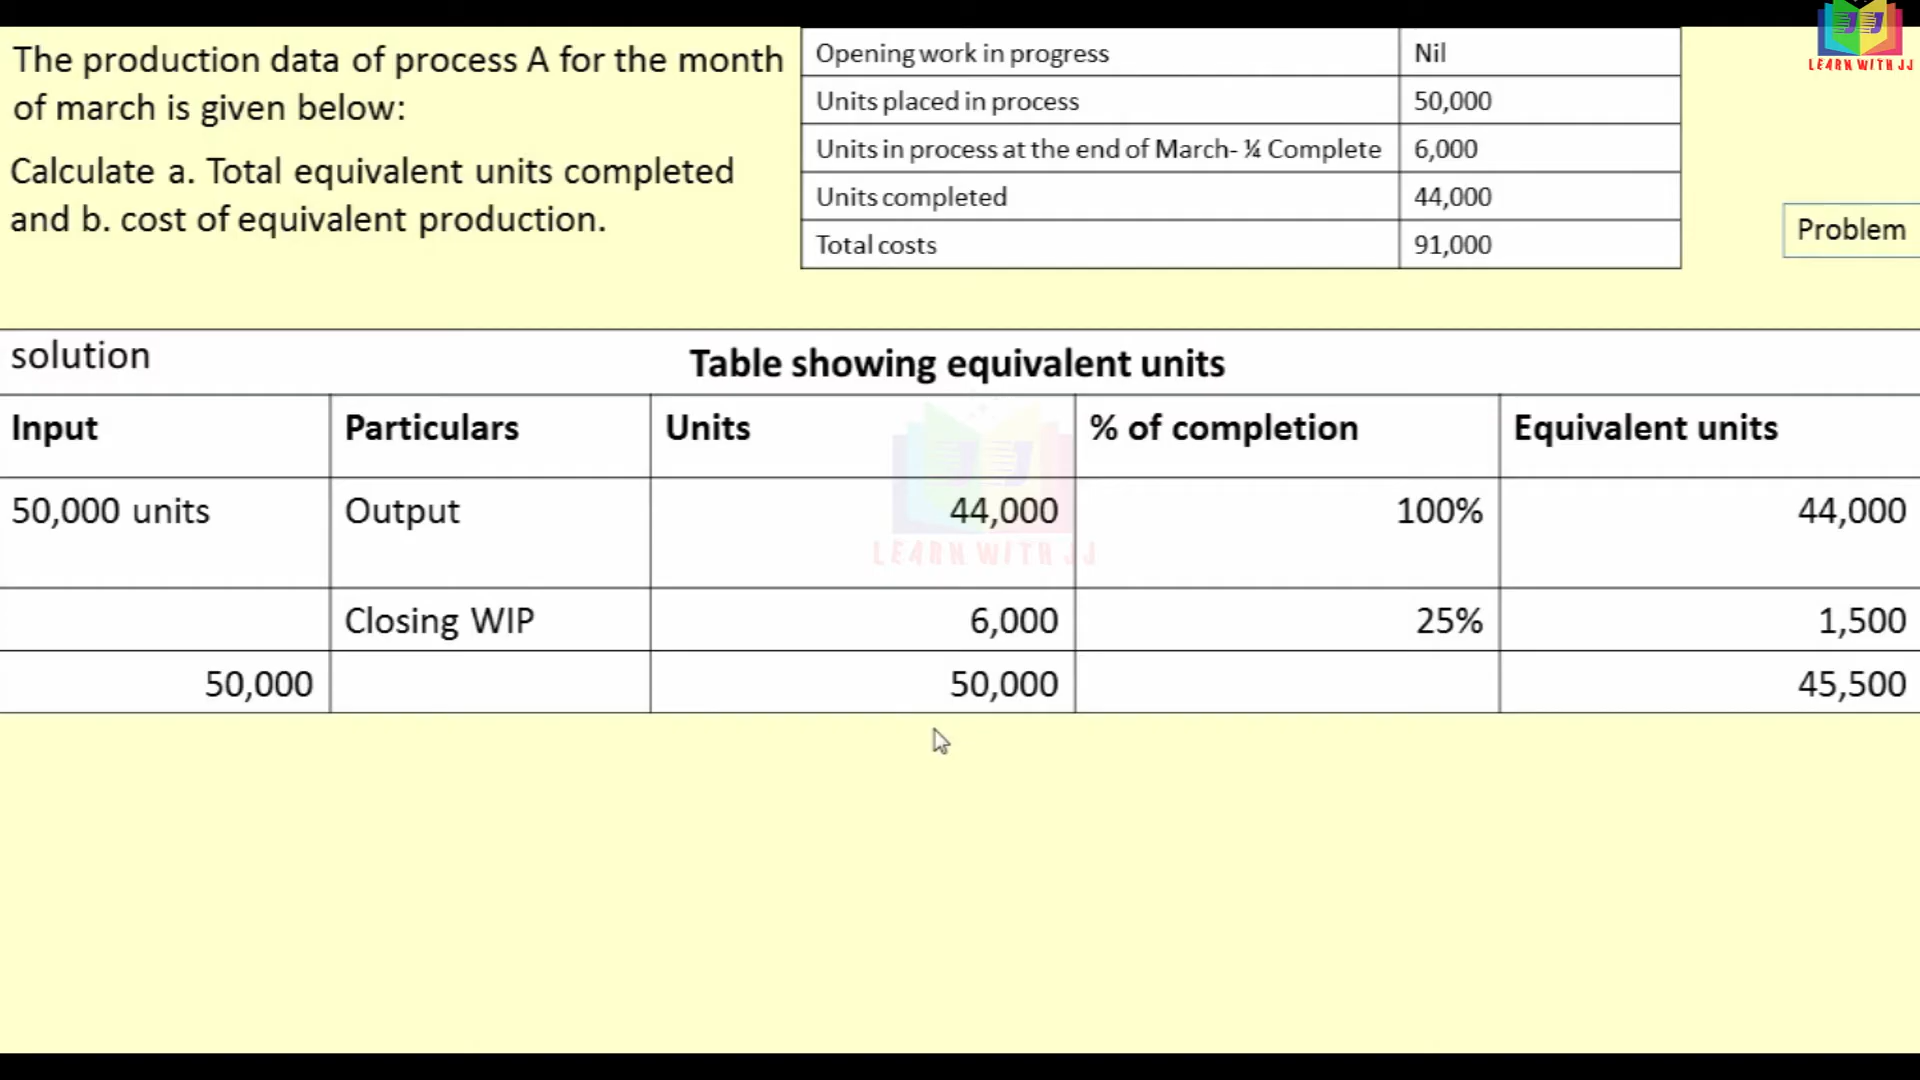 The production data of process A for the month
of march is given below:
Calculate a. Total equivalent units completed
and b. cost of equivalent production.
Opening work in progress Nil
Units placed in process 50,000
Units in process at the end of March- ¼ Complete 6,000
Units completed 44,000
Total costs 91,000
LEARN WITH JJ
Problem
solution
Table showing equivalent units
Input Particulars Units % of completion Equivalent units
50,000 units Output 44,000 100% 44,000
LEARN WITH JJ
Closing WIP 6,000 25% 1,500
50,000 50,000 45,500